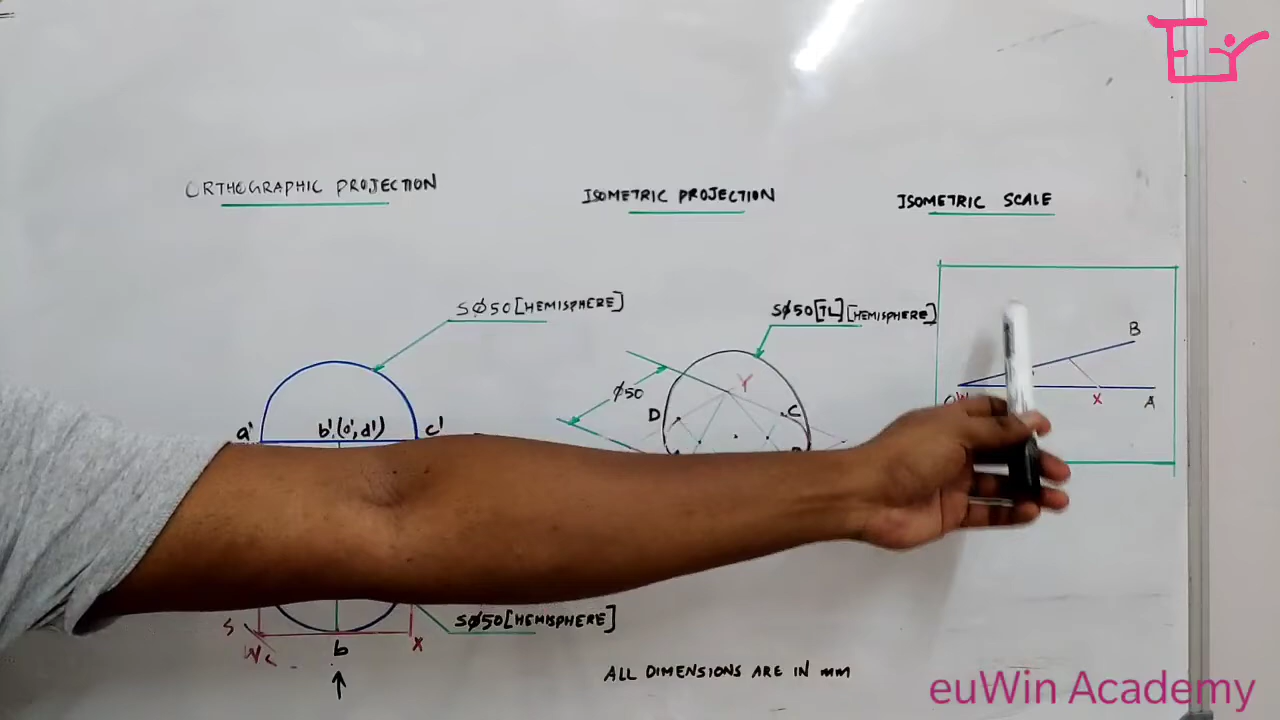 ORTHOGRAPHIC PROJECTION
ISOMETRIC PROJECTION
ISOMETRIC SCALE
Sø50[HEMISPHERE]
Sø50[TL][HEMISPHERE]
B
ø50
Y
D
C
X
A
a'
b'(o',d')
c'
Sø50[HEMISPHERE]
S
b
X
ALL DIMENSIONS ARE IN mm
euWin Academy